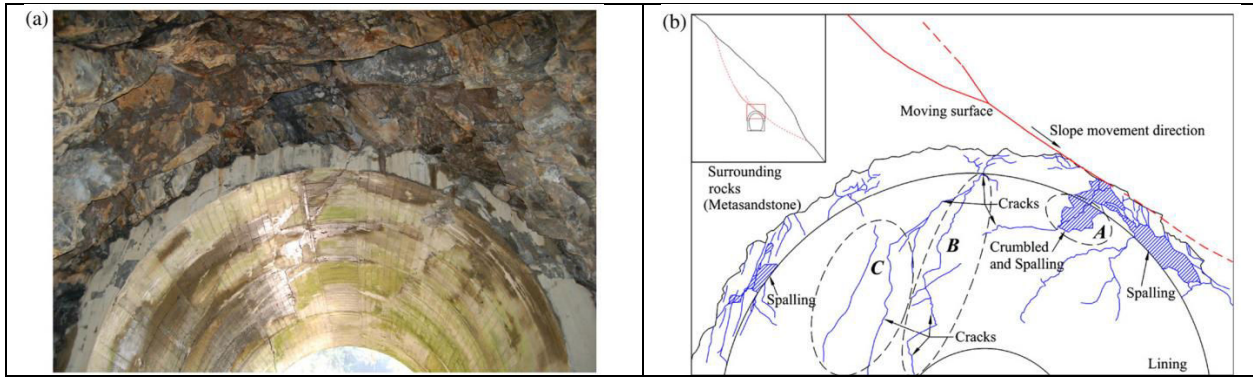 (a)
(b)
Moving surface
Slope movement direction
Surrounding
rocks
(Metasandstone)
Cracks
A
B
Crumbled
and Spalling
C
Spalling
Spalling
Cracks
Lining